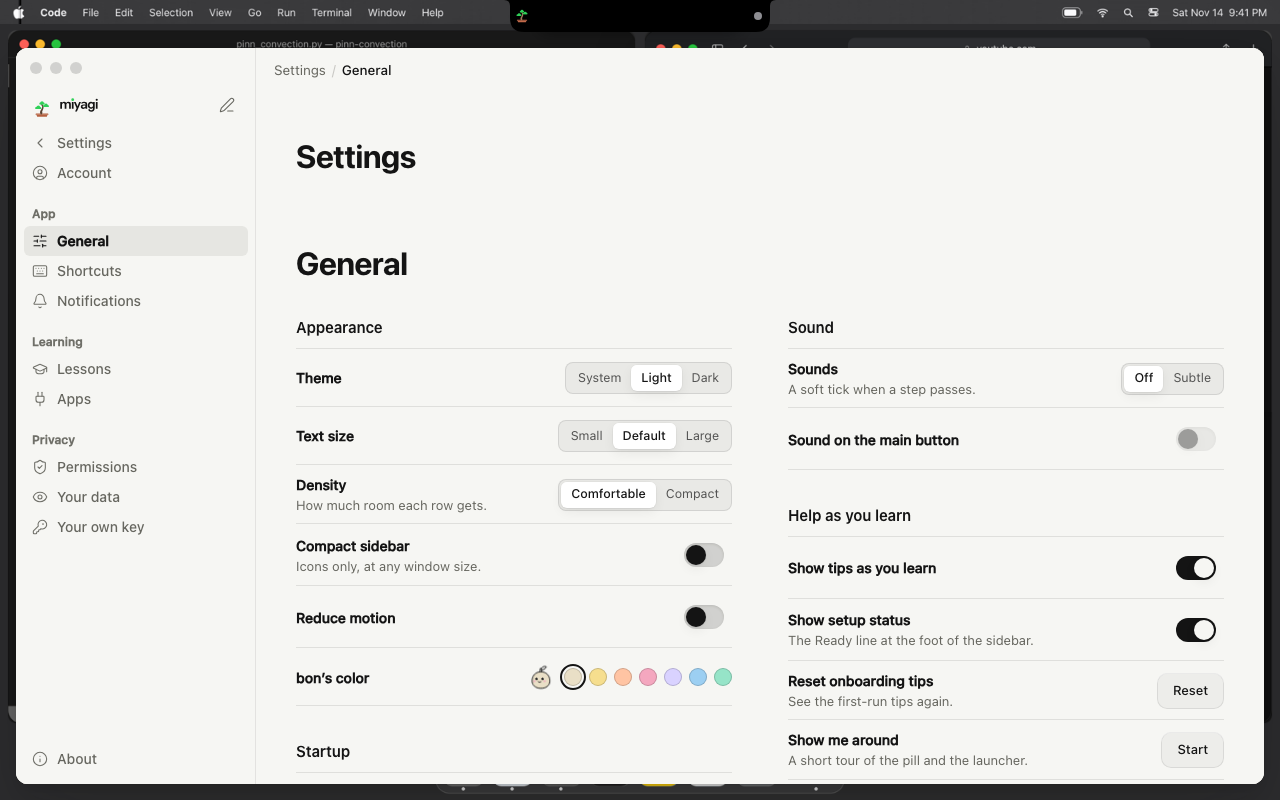 Code File Edit Selection View Go Run Terminal Window Help
Sat Nov 14 9:41 PM
pinn_convection.py — pinn-convection
miyagi
Settings
Account
App
General
Shortcuts
Notifications
Learning
Lessons
Apps
Privacy
Permissions
Your data
Your own key
About
Settings / General
Settings
General
Appearance
Theme
System Light Dark
Text size
Small Default Large
Density
How much room each row gets.
Comfortable Compact
Compact sidebar
Icons only, at any window size.
Reduce motion
bon’s color
Startup
Sound
Sounds
A soft tick when a step passes.
Off Subtle
Sound on the main button
Help as you learn
Show tips as you learn
Show setup status
The Ready line at the foot of the sidebar.
Reset onboarding tips
See the first-run tips again.
Reset
Show me around
A short tour of the pill and the launcher.
Start